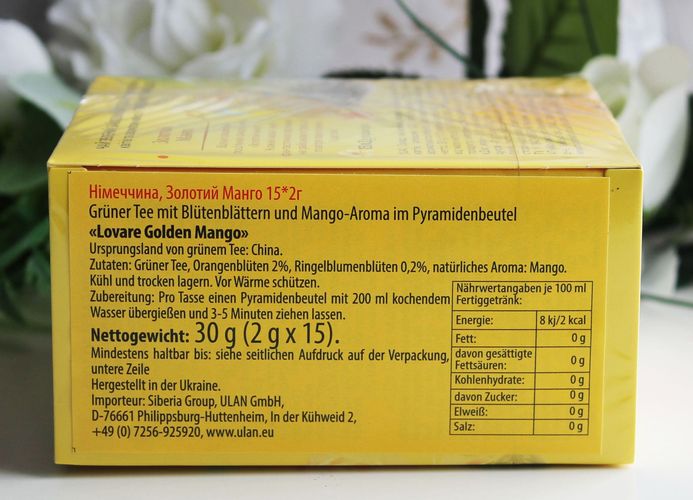 Німеччина, Золотий Манго 15*2г
Grüner Tee mit Blütenblättern und Mango-Aroma im Pyramidenbeutel
«Lovare Golden Mango»
Ursprungsland von grünem Tee: China.
Zutaten: Grüner Tee, Orangenblüten 2%, Ringelblumenblüten 0,2%, natürliches Aroma: Mango.
Kühl und trocken lagern. Vor Wärme schützen.
Zubereitung: Pro Tasse einen Pyramidenbeutel mit 200 ml kochendem
Wasser übergießen und 3-5 Minuten ziehen lassen.
Nettogewicht: 30 g (2 g x 15).
Mindestens haltbar bis: siehe seitlichen Aufdruck auf der Verpackung,
untere Zeile
Hergestellt in der Ukraine.
Importeur: Siberia Group, ULAN GmbH,
D-76661 Philippsburg-Huttenheim, In der Kühweid 2,
+49 (0) 7256-925920, www.ulan.eu
Nährwertangaben je 100 ml
Fertiggetränk:
Energie: 8 kj/2 kcal
Fett: 0 g
davon gesättigte
Fettsäuren: 0 g
Kohlenhydrate: 0 g
davon Zucker: 0 g
Elweiß: 0 g
Salz: 0 g